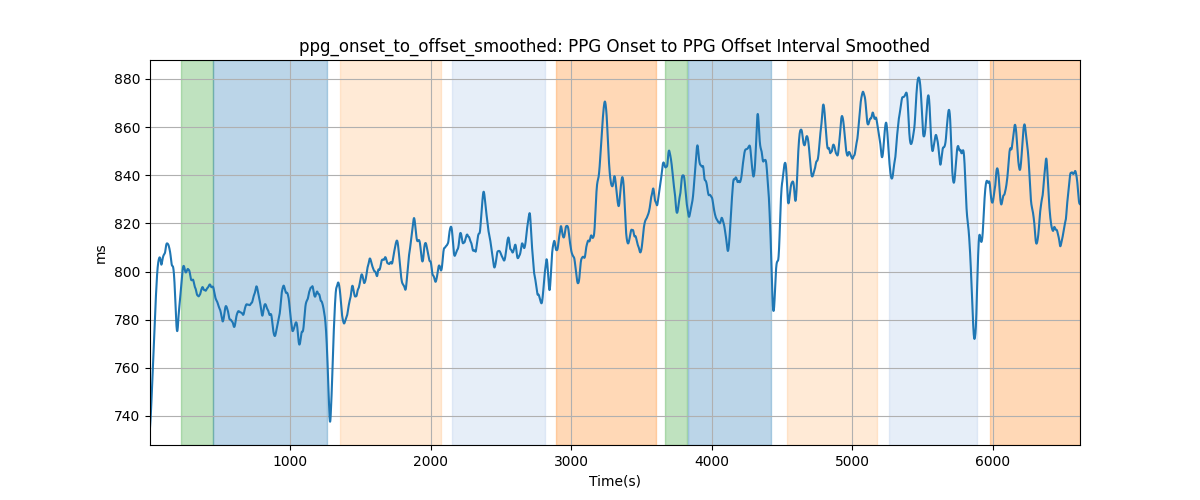 ppg_onset_to_offset_smoothed: PPG Onset to PPG Offset Interval Smoothed
880
860
840
820
800
780
760
740
ms
1000 2000 3000 4000 5000 6000
Time(s)